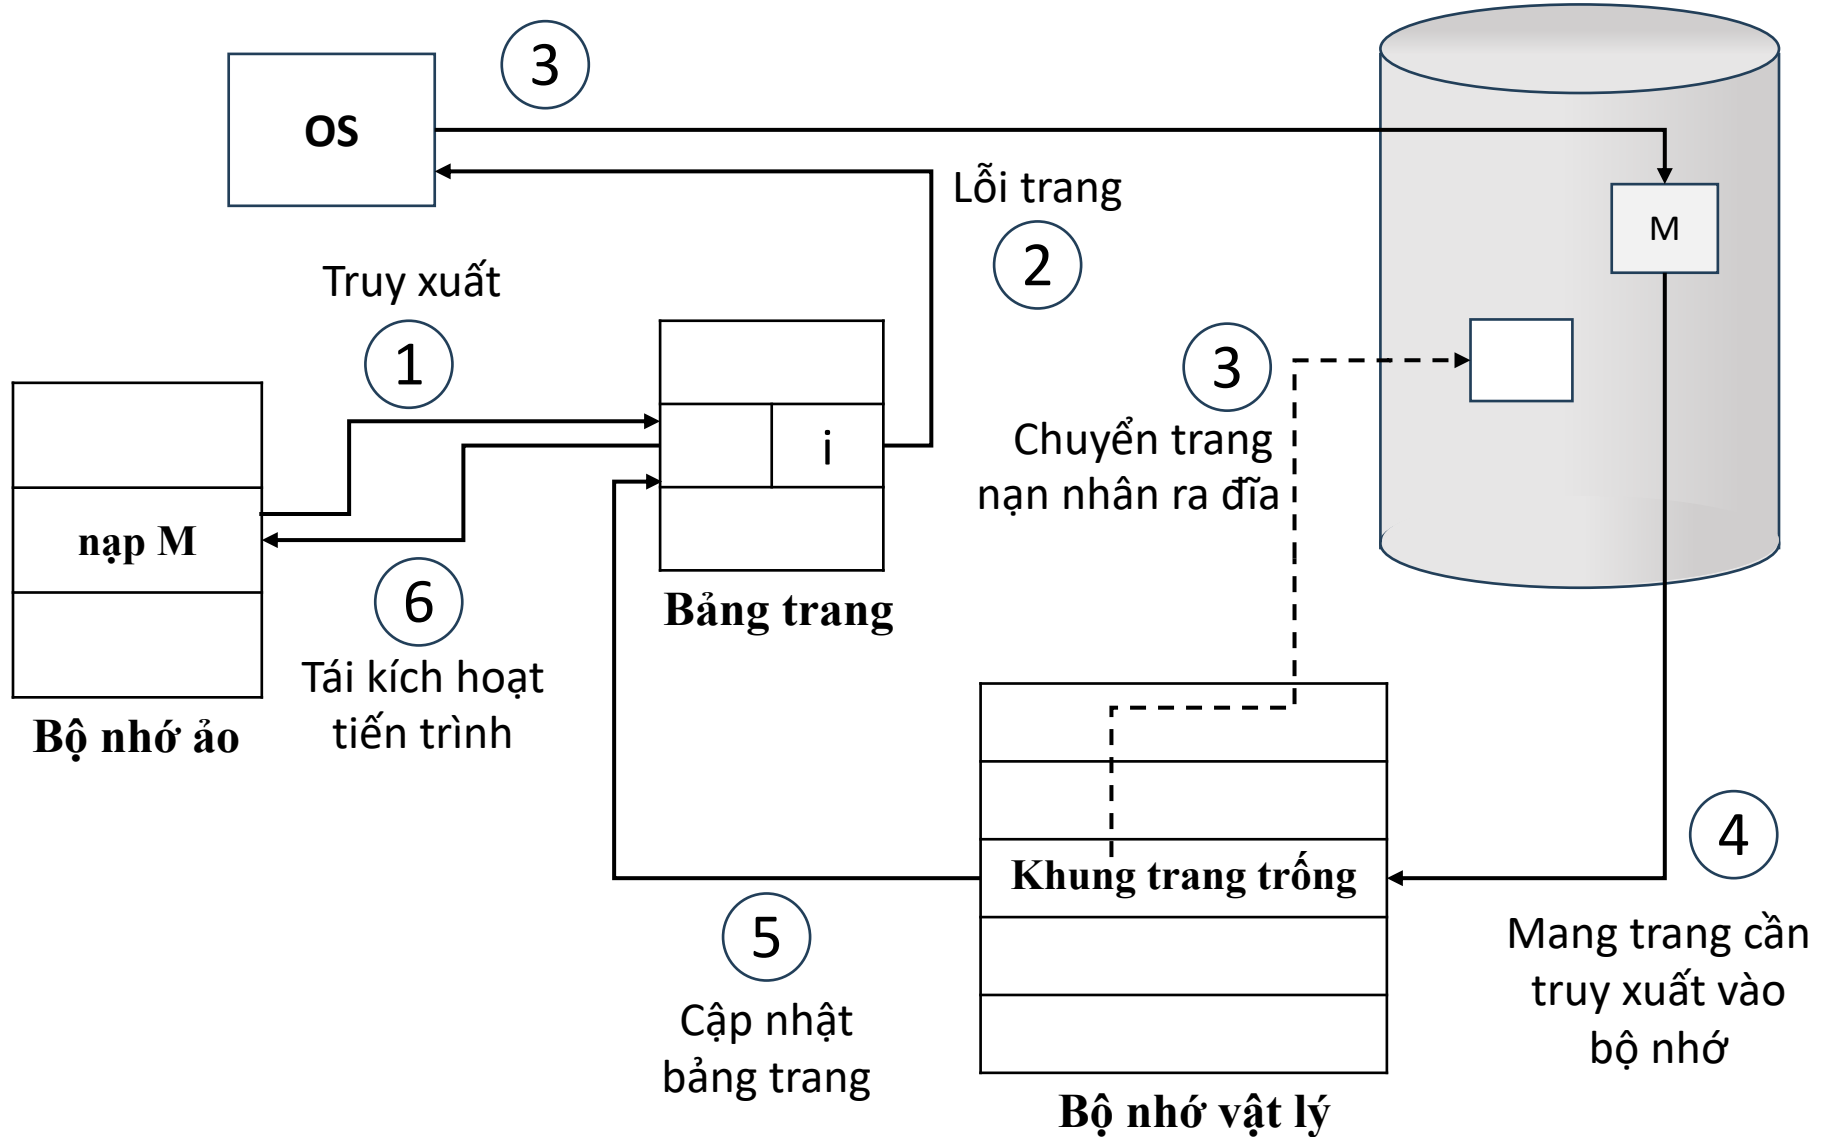 3
OS
Lỗi trang
2
M
Truy xuất
1
3
Chuyển trang
nạn nhân ra đĩa
i
nạp M
6
Bảng trang
Tái kích hoạt
tiến trình
Bộ nhớ ảo
4
Khung trang trống
5
Mang trang cần
truy xuất vào
bộ nhớ
Cập nhật
bảng trang
Bộ nhớ vật lý